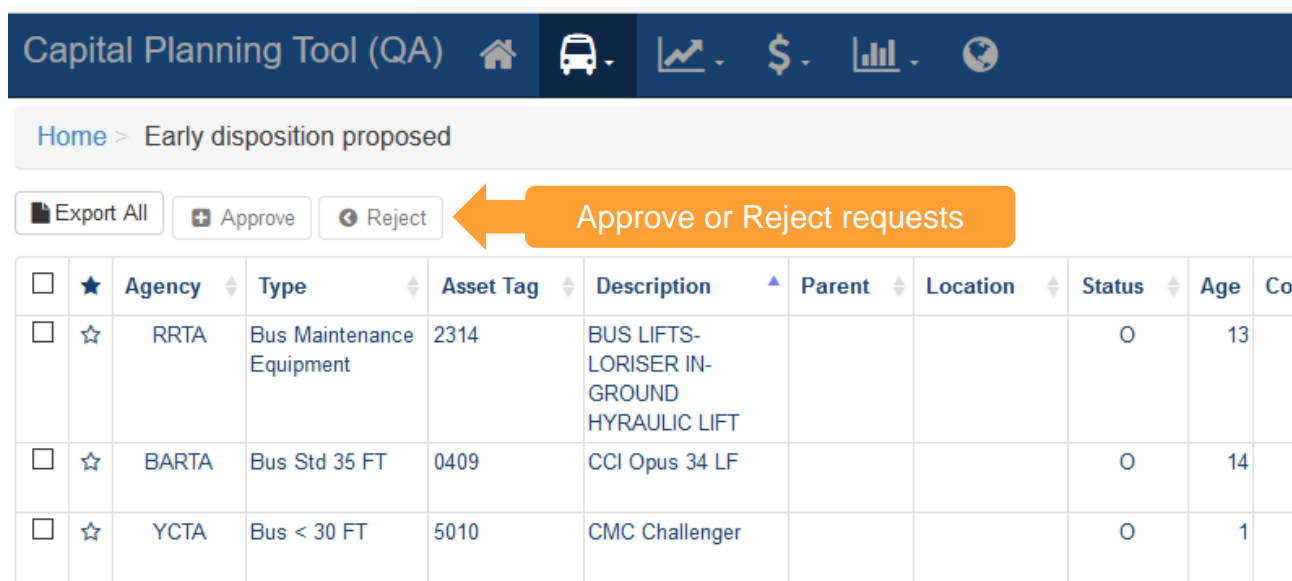 Capital Planning Tool (QA)
Home > Early disposition proposed
Export All Approve Reject Approve or Reject requests
Agency Type Asset Tag Description Parent Location Status Age Co
RRTA Bus Maintenance 2314 BUS LIFTS- O 13
Equipment LORISER IN-
GROUND
HYRAULIC LIFT
BARTA Bus Std 35 FT 0409 CCI Opus 34 LF O 14
YCTA Bus < 30 FT 5010 CMC Challenger O 1